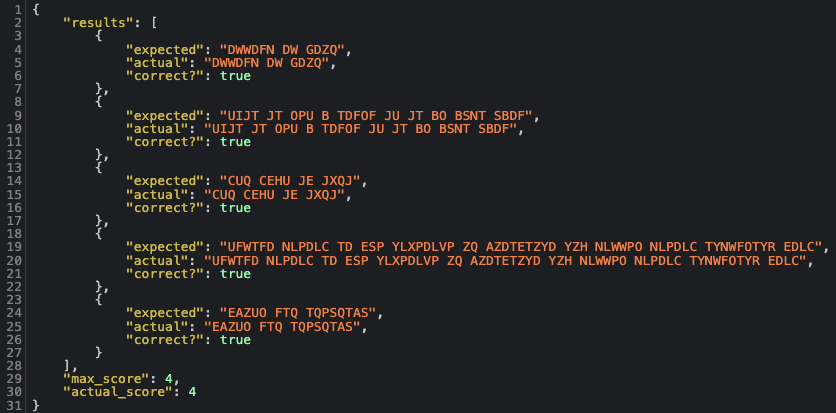 1 {
2 "results": [
3 {
4 "expected": "DWWDFN DW GDZQ",
5 "actual": "DWWDFN DW GDZQ",
6 "correct?": true
7 },
8 {
9 "expected": "UIJT JT OPU B TDFOF JU JT BO BSNT SBDF",
10 "actual": "UIJT JT OPU B TDFOF JU JT BO BSNT SBDF",
11 "correct?": true
12 },
13 {
14 "expected": "CUQ CEHU JE JXQJ",
15 "actual": "CUQ CEHU JE JXQJ",
16 "correct?": true
17 },
18 {
19 "expected": "UFWTFD NLPDLC TD ESP YLXPDLVP ZQ AZDTETZYD YZH NLWWPO NLPDLC TYNWFOTYR EDLC",
20 "actual": "UFWTFD NLPDLC TD ESP YLXPDLVP ZQ AZDTETZYD YZH NLWWPO NLPDLC TYNWFOTYR EDLC",
21 "correct?": true
22 },
23 {
24 "expected": "EAZUO FTQ TQPSQTAS",
25 "actual": "EAZUO FTQ TQPSQTAS",
26 "correct?": true
27 }
28 ],
29 "max_score": 4,
30 "actual_score": 4
31 }